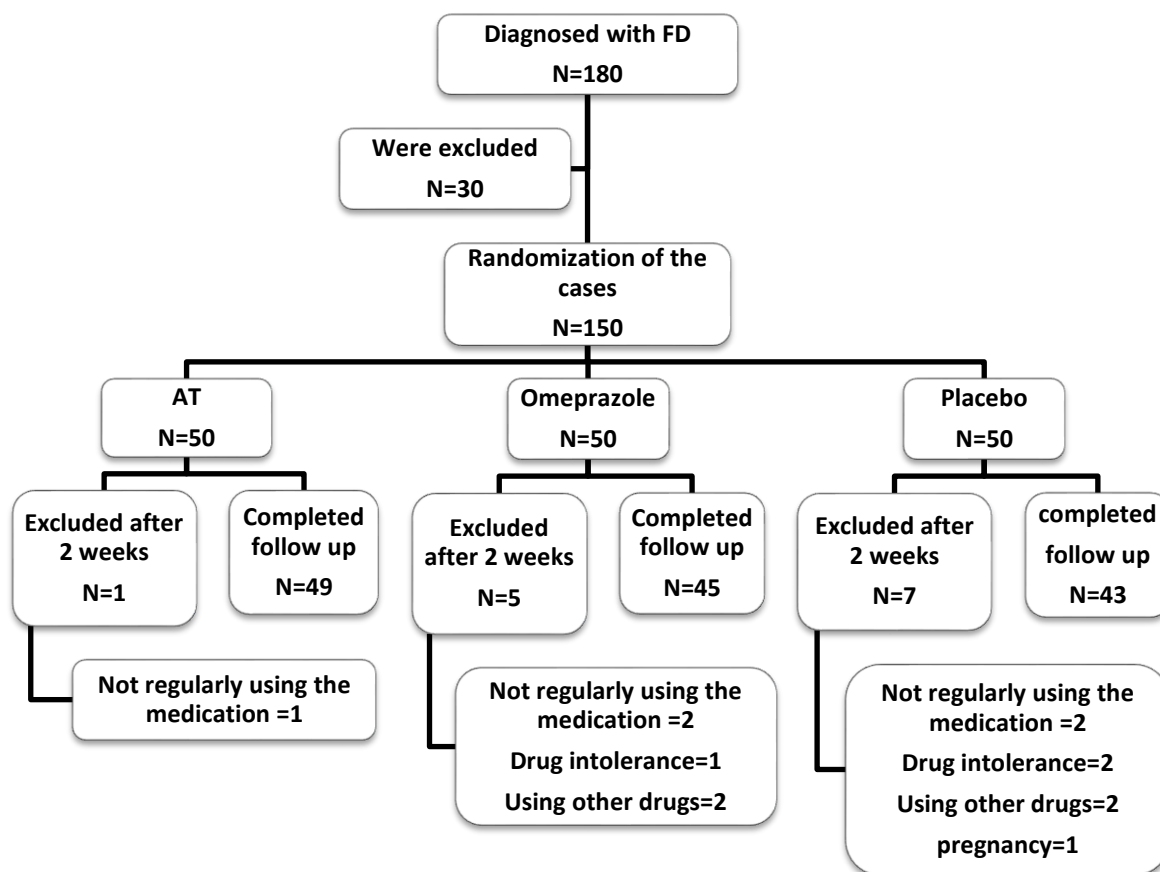 Diagnosed with FD
N=180
Were excluded
N=30
Randomization of the
cases
N=150
AT
N=50
Omeprazole
N=50
Placebo
N=50
Excluded after
2 weeks
N=1
Completed
follow up
N=49
Excluded
after 2 weeks
N=5
Completed
follow up
N=45
Excluded after
2 weeks
N=7
completed
follow up
N=43
Not regularly using the
medication =1
Not regularly using the
medication =2
Drug intolerance=1
Using other drugs=2
Not regularly using the
medication =2
Drug intolerance=2
Using other drugs=2
pregnancy=1